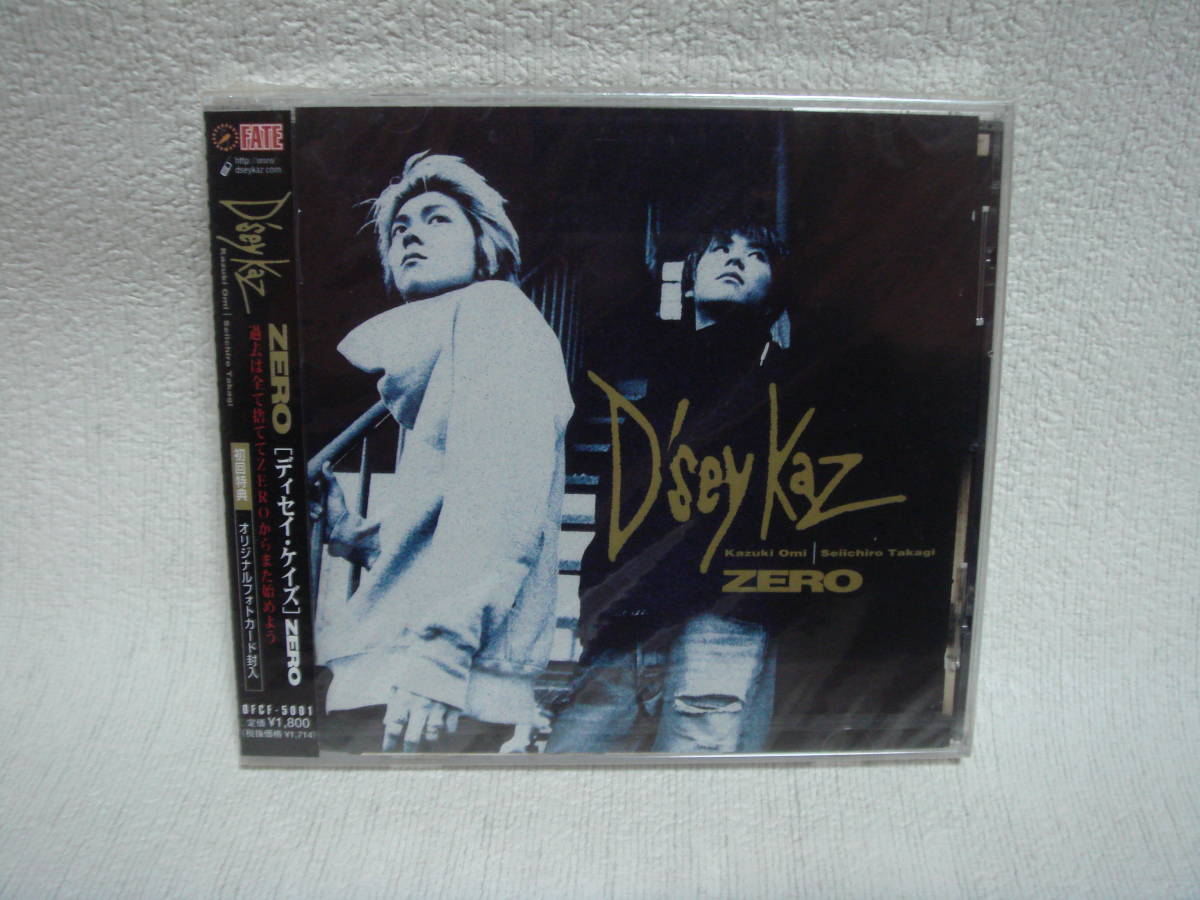 FATE
http://www/
dseykaz.com
D'sey Kaz
Kazuki Omi | Seiichiro Takagi
ZERO [ディセイ・ケイズ] ZERO
過去は全て捨ててZEROからまた始めよう
初回特典 オリジナルフォトカード封入
DFCF-5001
定価¥1,800
(税抜価格¥1,714)
D'sey Kaz
Kazuki Omi | Seiichiro Takagi
ZERO